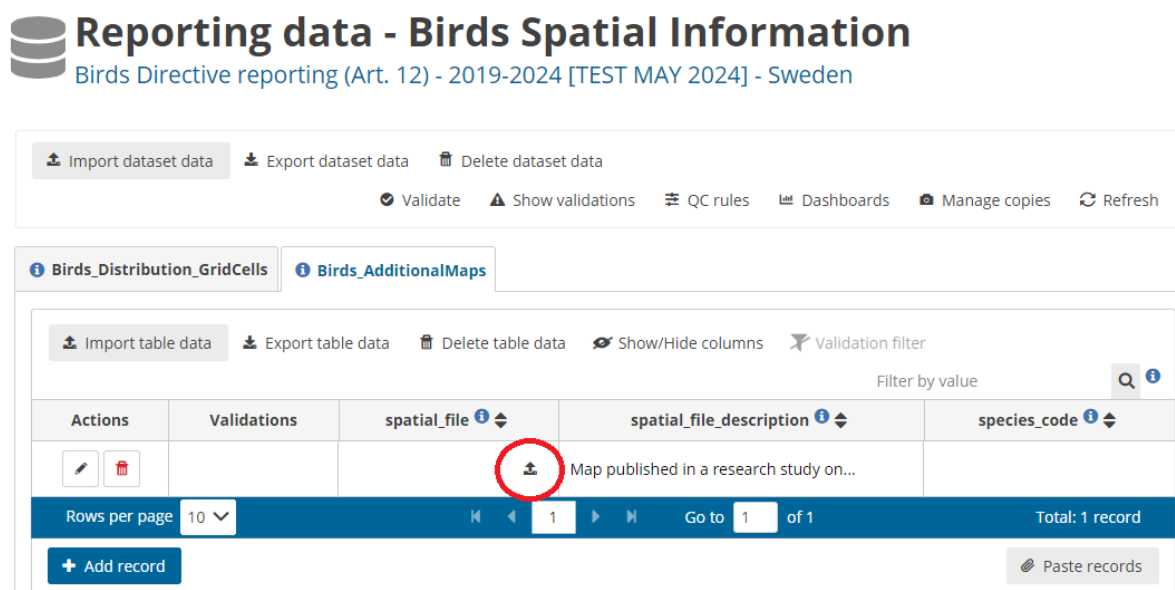 Reporting data - Birds Spatial Information
Birds Directive reporting (Art. 12) - 2019-2024 [TEST MAY 2024] - Sweden
Import dataset data Export dataset data Delete dataset data
Validate Show validations QC rules Dashboards Manage copies Refresh
Birds_Distribution_GridCells Birds_AdditionalMaps
Import table data Export table data Delete table data Show/Hide columns Validation filter
Filter by value
Actions Validations spatial_file spatial_file_description species_code
Map published in a research study on...
Rows per page 10 1 Go to 1 of 1 Total: 1 record
Add record Paste records